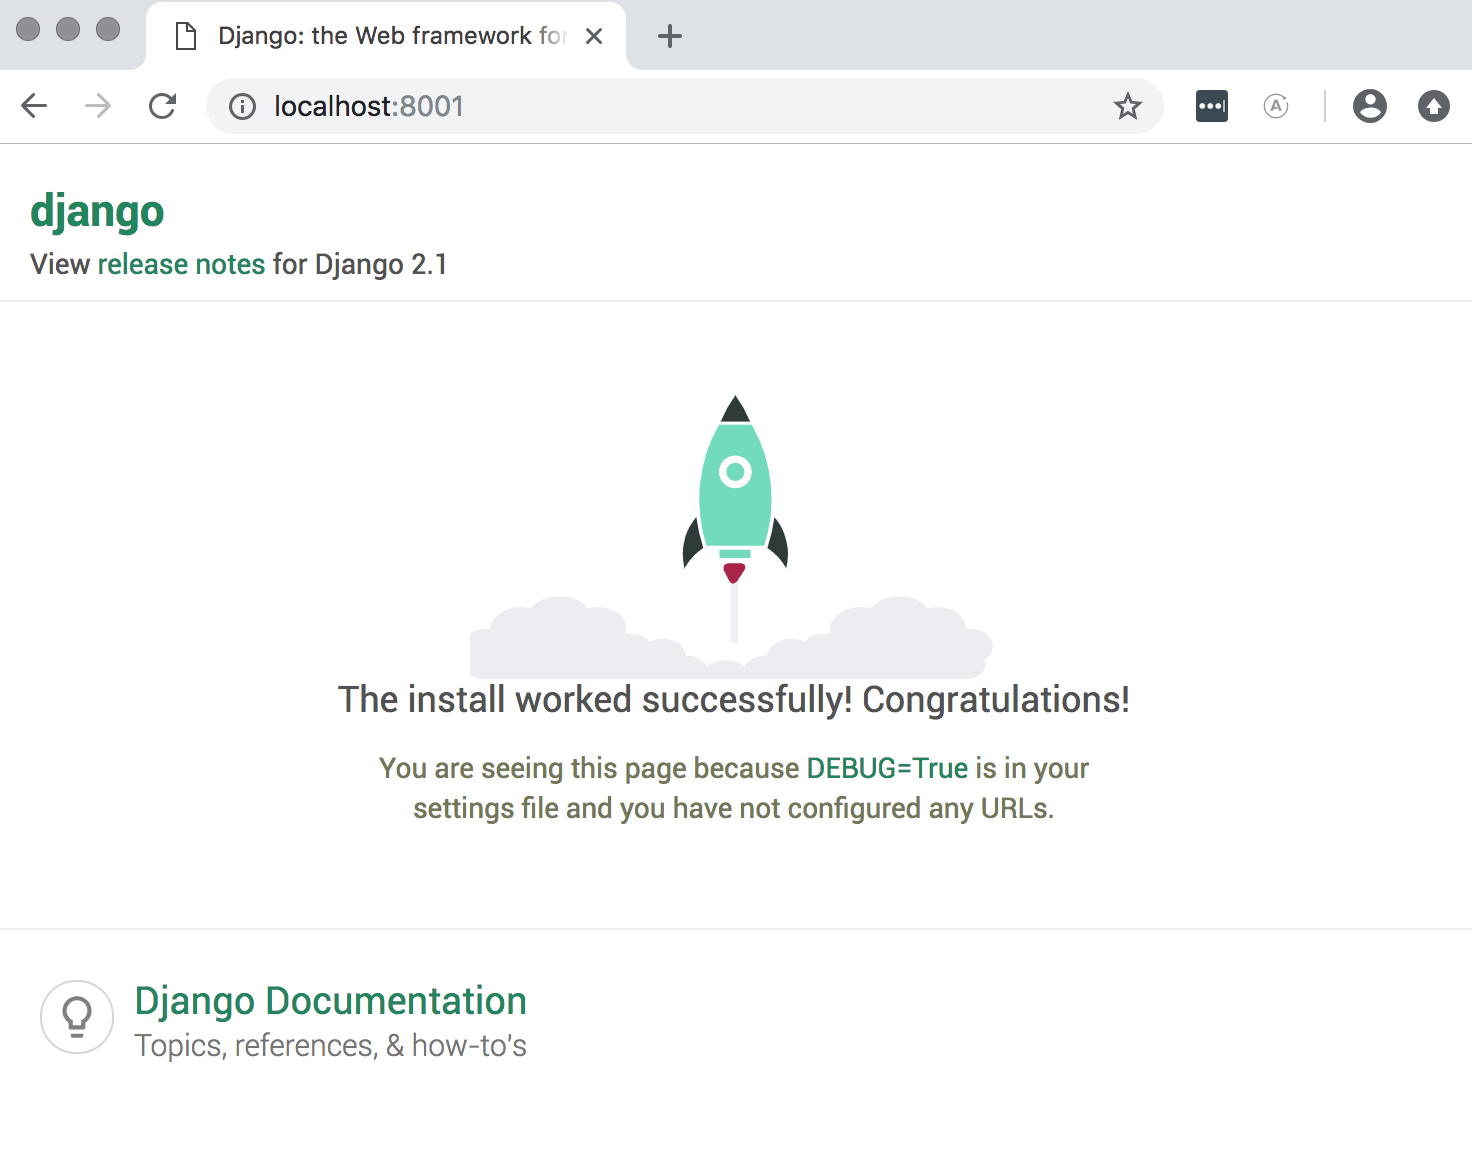 Django: the Web framework for
localhost:8001
A
django
View release notes for Django 2.1
The install worked successfully! Congratulations!
You are seeing this page because DEBUG=True is in your
settings file and you have not configured any URLs.
Django Documentation
Topics, references, & how-to's